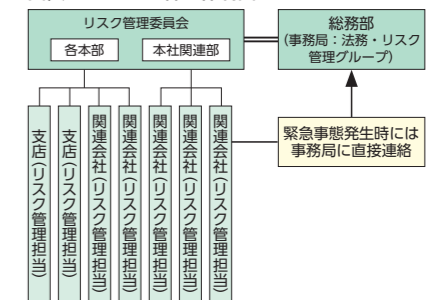 リスク管理委員会
各本部
本社関連部
総務部
(事務局:法務・リスク
管理グループ)
緊急事態発生時には
事務局に直接連絡
支店(リスク管理担当)
支店(リスク管理担当)
関連会社(リスク管理担当)
関連会社(リスク管理担当)
関連会社(リスク管理担当)
関連会社(リスク管理担当)
関連会社(リスク管理担当)